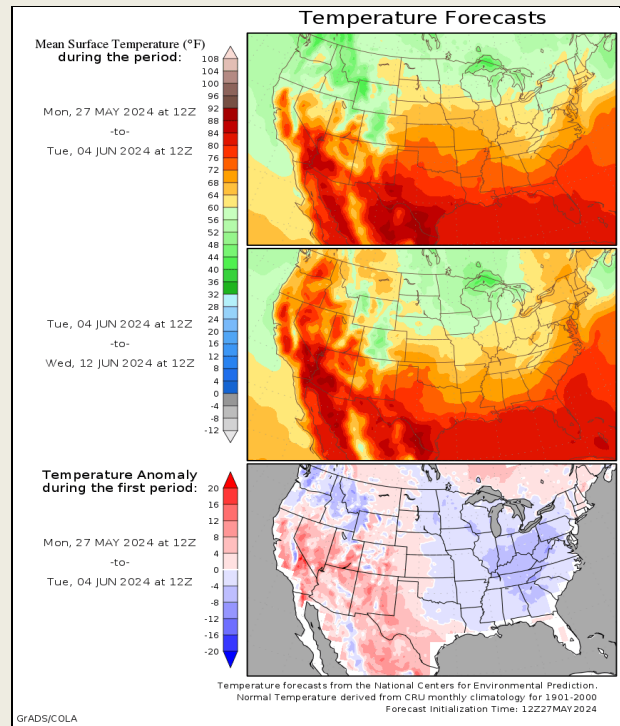 Temperature Forecasts
Mean Surface Temperature (°F)
during the period:
108
104
100
96
92
88
84
80
76
72
68
64
60
56
52
48
44
40
36
32
28
24
20
16
12
8
4
0
-4
-8
-12
Mon, 27 MAY 2024 at 12Z
-to-
Tue, 04 JUN 2024 at 12Z
Tue, 04 JUN 2024 at 12Z
-to-
Wed, 12 JUN 2024 at 12Z
Temperature Anomaly
during the first period:
20
16
12
8
4
0
-4
-8
-12
-16
-20
Mon, 27 MAY 2024 at 12Z
-to-
Tue, 04 JUN 2024 at 12Z
Temperature forecasts from the National Centers for Environmental Prediction.
Normal Temperature derived from CRU monthly climatology for 1901-2000
Forecast Initialization Time: 12Z27MAY2024
GrADS/COLA